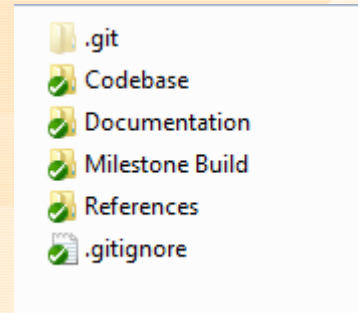 .git
Codebase
Documentation
Milestone Build
References
.gitignore